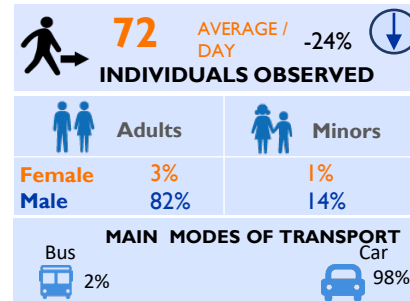 72 AVERAGE / DAY -24%
INDIVIDUALS OBSERVED
Adults Minors
Female 3% 1%
Male 82% 14%
MAIN MODES OF TRANSPORT
Bus Car
2% 98%